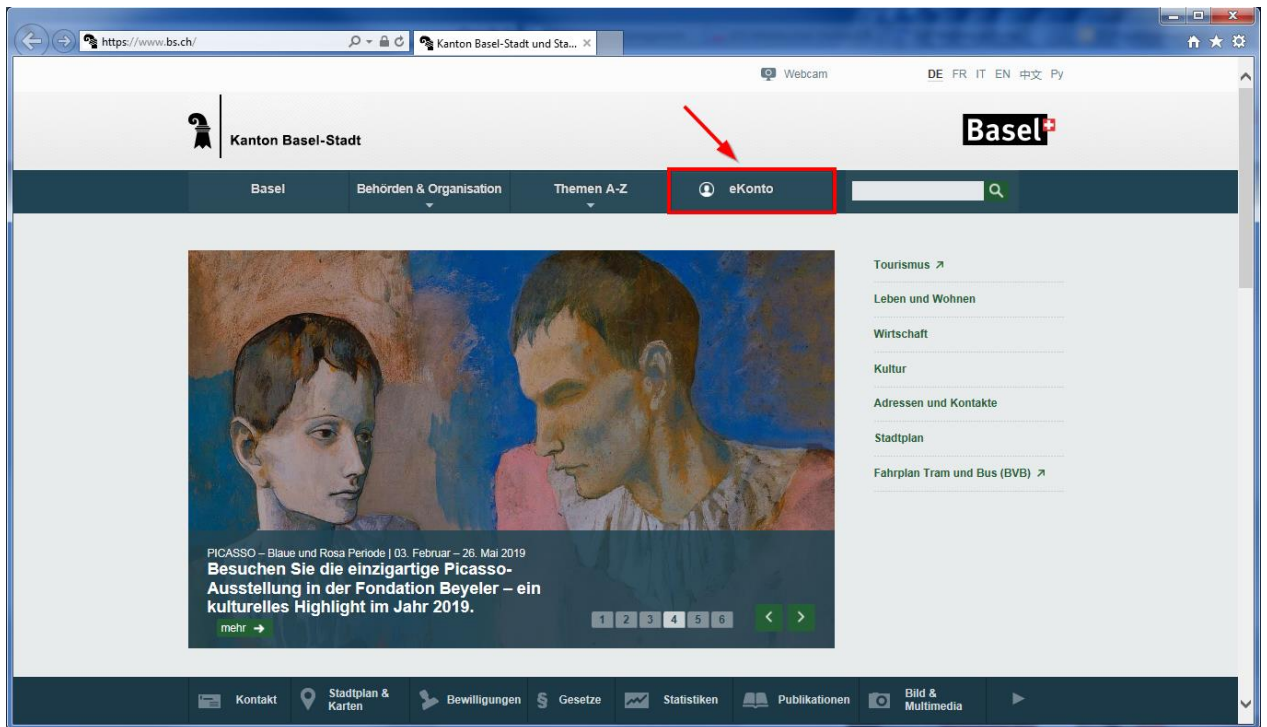 https://www.bs.ch/
Kanton Basel-Stadt und Sta...
Webcam
DE FR IT EN 中文 Ру
Kanton Basel-Stadt
Basel
Basel
Behörden & Organisation
Themen A-Z
eKonto
Tourismus
Leben und Wohnen
Wirtschaft
Kultur
Adressen und Kontakte
Stadtplan
Fahrplan Tram und Bus (BVB)
PICASSO – Blaue und Rosa Periode | 03. Februar – 26. Mai 2019
Besuchen Sie die einzigartige Picasso-
Ausstellung in der Fondation Beyeler – ein
kulturelles Highlight im Jahr 2019.
mehr
1 2 3 4 5 6
Kontakt
Stadtplan &
Karten
Bewilligungen
§ Gesetze
Statistiken
Publikationen
Bild &
Multimedia